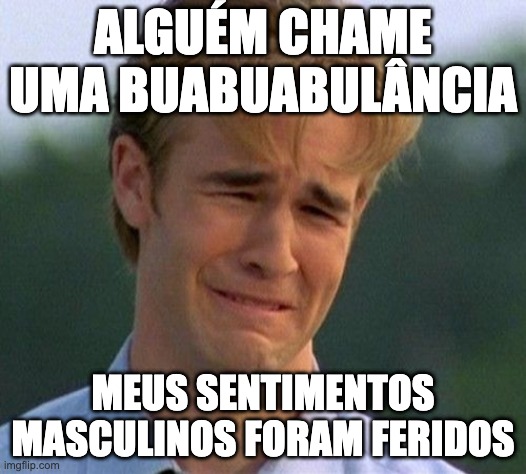 ALGUÉM CHAME
UMA BUABUABULÂNCIA
MEUS SENTIMENTOS
MASCULINOS FORAM FERIDOS
imgflip.com